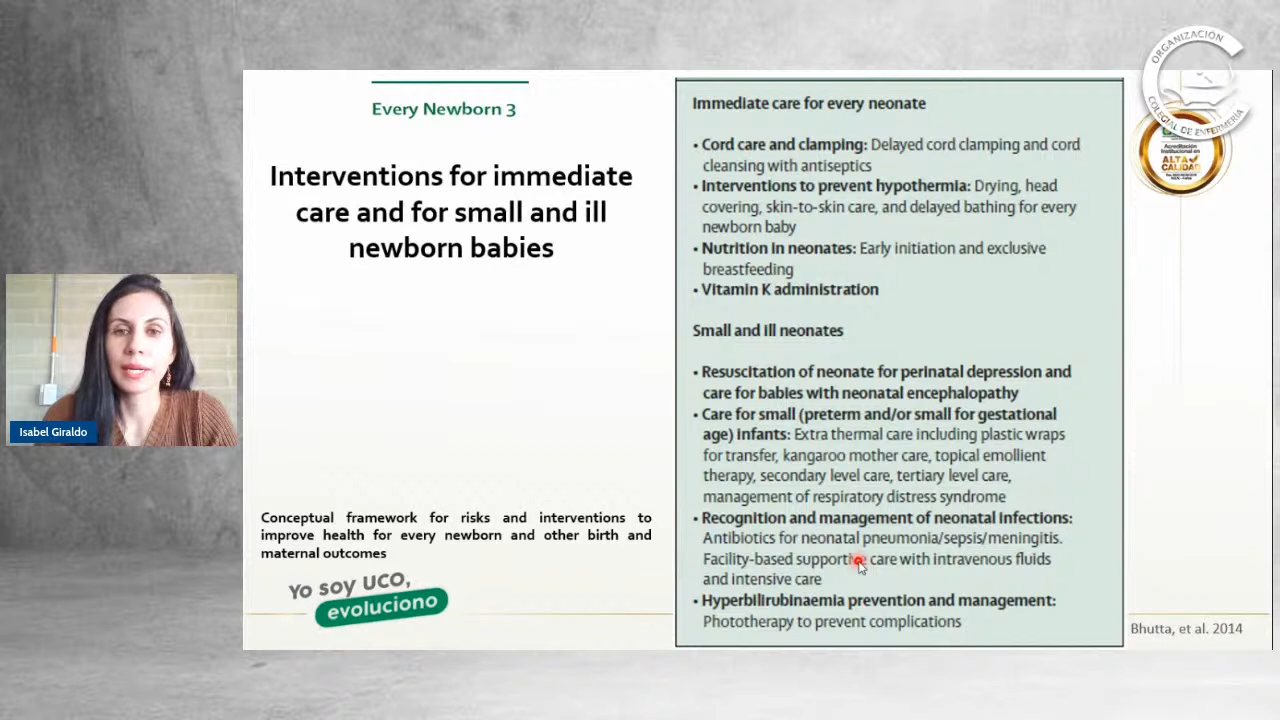 ORGANIZACIÓN
COLEGIAL DE ENFERMERÍA
Acreditación
Institucional en
ALTA
CALIDAD
Every Newborn 3
Interventions for immediate
care and for small and ill
newborn babies
Isabel Giraldo
Conceptual framework for risks and interventions to
improve health for every newborn and other birth and
maternal outcomes
Yo soy UCO,
evoluciono
Immediate care for every neonate
• Cord care and clamping: Delayed cord clamping and cord
cleansing with antiseptics
• Interventions to prevent hypothermia: Drying, head
covering, skin-to-skin care, and delayed bathing for every
newborn baby
• Nutrition in neonates: Early initiation and exclusive
breastfeeding
• Vitamin K administration
Small and ill neonates
• Resuscitation of neonate for perinatal depression and
care for babies with neonatal encephalopathy
• Care for small (preterm and/or small for gestational
age) infants: Extra thermal care including plastic wraps
for transfer, kangaroo mother care, topical emollient
therapy, secondary level care, tertiary level care,
management of respiratory distress syndrome
• Recognition and management of neonatal infections:
Antibiotics for neonatal pneumonia/sepsis/meningitis.
Facility-based supportive care with intravenous fluids
and intensive care
• Hyperbilirubinaemia prevention and management:
Phototherapy to prevent complications
Bhutta, et al. 2014